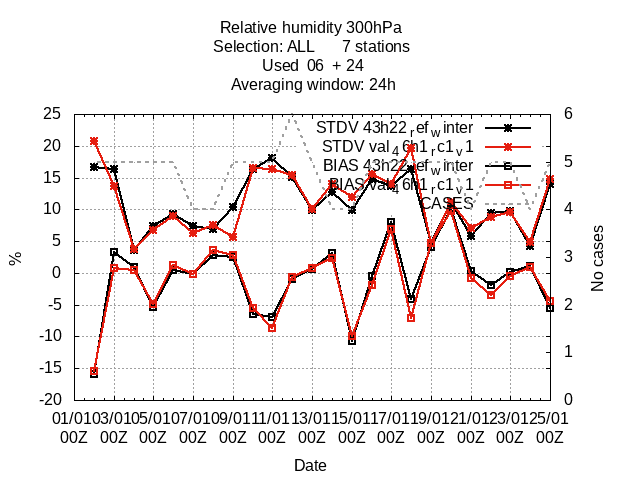 Relative humidity 300hPa
Selection: ALL 7 stations
Used 06 + 24
Averaging window: 24h
25
20
15
10
5
0
-5
-10
-15
-20
%
6
5
4
3
2
1
0
No cases
STDV 43h22_ref_winter
STDV val_46h1_rc1_v1
BIAS 43h22_ref_winter
BIAS val_46h1_rc1_v1
CASES
01/01 03/01 05/01 07/01 09/01 11/01 13/01 15/01 17/01 19/01 21/01 23/01 25/01
00Z 00Z 00Z 00Z 00Z 00Z 00Z 00Z 00Z 00Z 00Z 00Z 00Z
Date